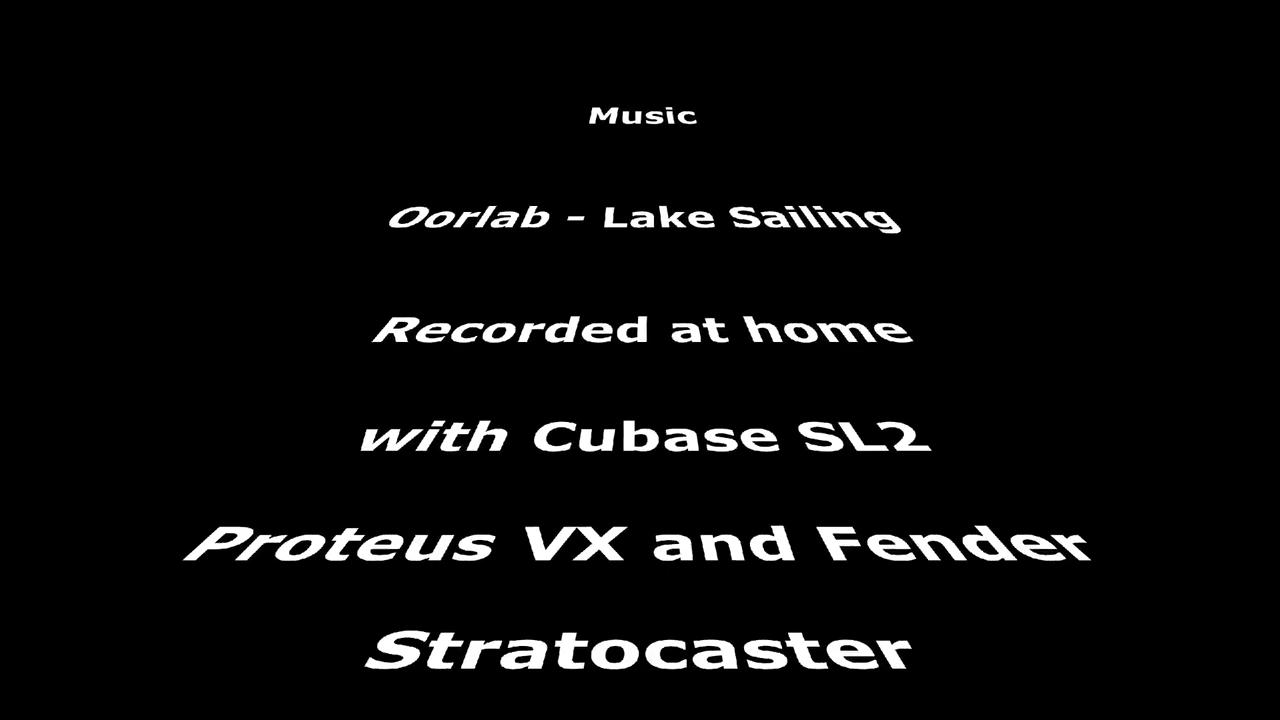 Music
Oorlab - Lake Sailing
Recorded at home
with Cubase SL2
Proteus VX and Fender
Stratocaster